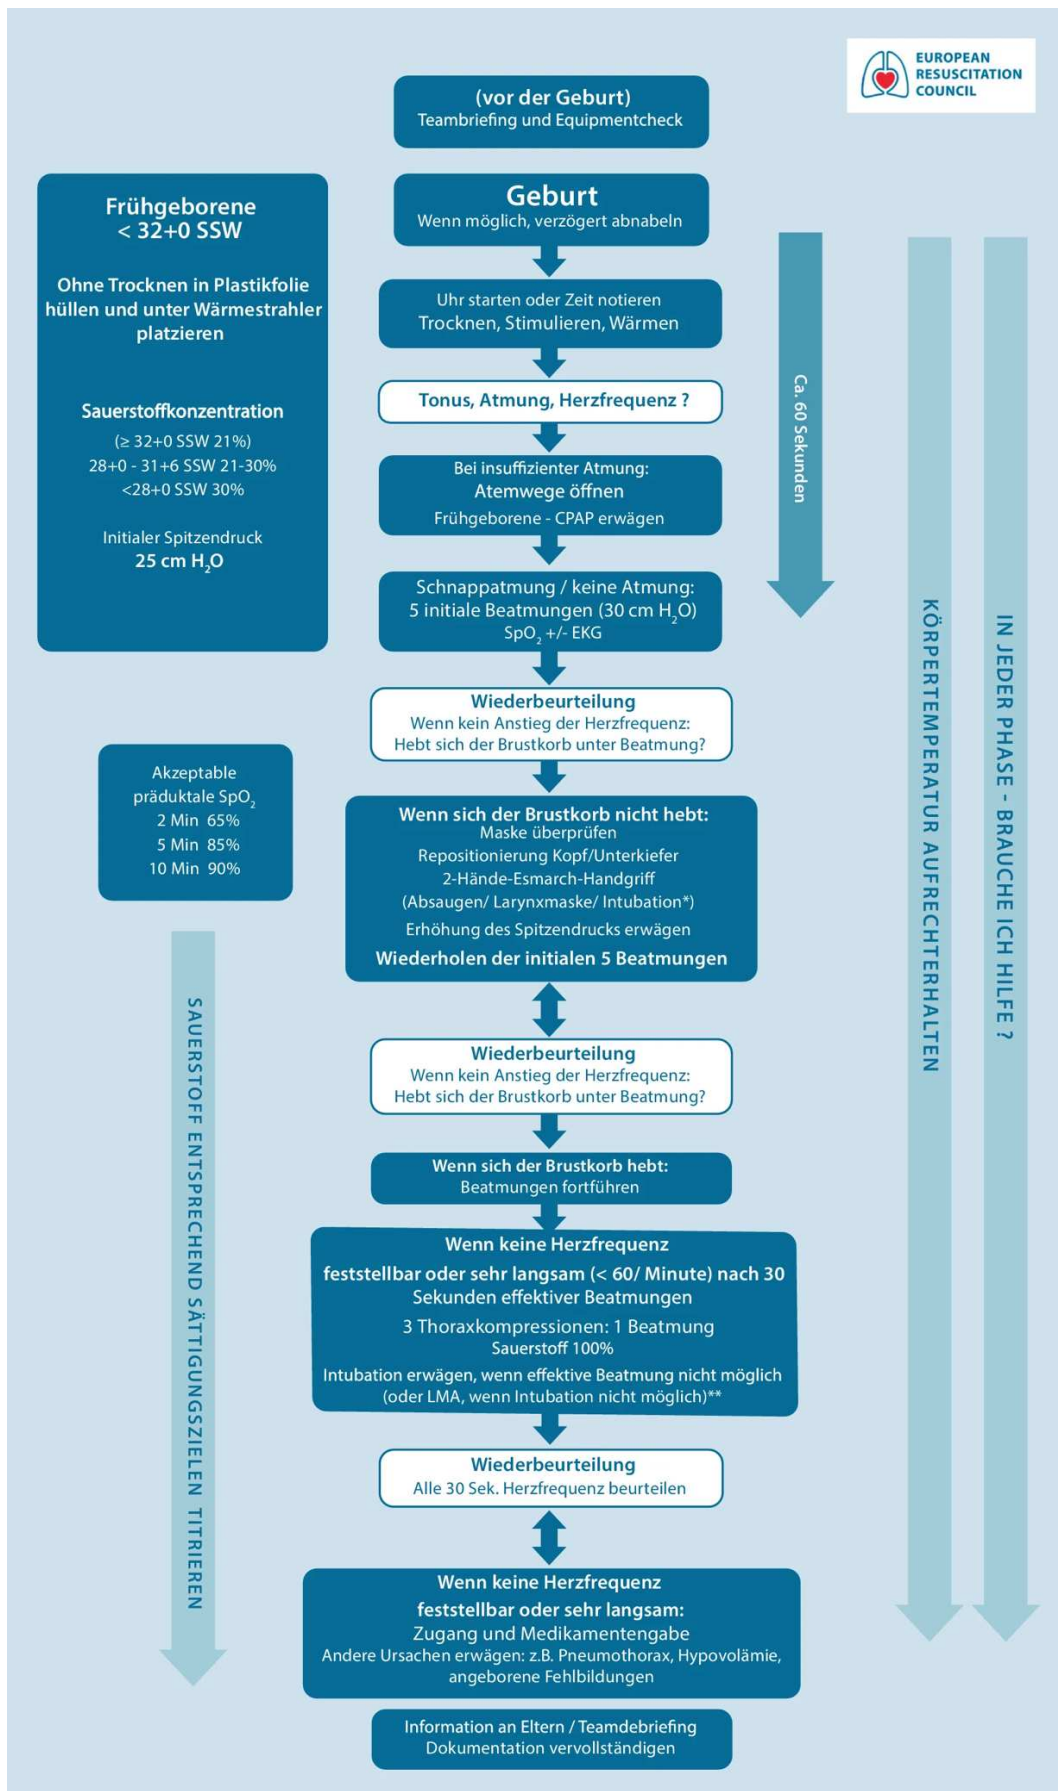 EUROPEAN
RESUSCITATION
COUNCIL
(vor der Geburt)
Teambriefing und Equipmentcheck
Geburt
Wenn möglich, verzögert abnabeln
Frühgeborene
< 32+0 SSW
Ohne Trocknen in Plastikfolie
hüllen und unter Wärmestrahler
platzieren
Sauerstoffkonzentration
(≥ 32+0 SSW 21%)
28+0 - 31+6 SSW 21-30%
<28+0 SSW 30%
Initialer Spitzendruck
25 cm H₂O
Uhr starten oder Zeit notieren
Trocknen, Stimulieren, Wärmen
Tonus, Atmung, Herzfrequenz ?
Bei insuffizienter Atmung:
Atemwege öffnen
Frühgeborene - CPAP erwägen
Schnappatmung / keine Atmung:
5 initiale Beatmungen (30 cm H₂O)
SpO₂ +/- EKG
Ca. 60 Sekunden
KÖRPERTEMPERATUR AUFRECHTERHALTEN
IN JEDER PHASE - BRAUCHE ICH HILFE ?
Wiederbeurteilung
Wenn kein Anstieg der Herzfrequenz:
Hebt sich der Brustkorb unter Beatmung?
Akzeptable
präduktale SpO₂
2 Min 65%
5 Min 85%
10 Min 90%
Wenn sich der Brustkorb nicht hebt:
Maske überprüfen
Repositionierung Kopf/Unterkiefer
2-Hände-Esmarch-Handgriff
(Absaugen/ Larynxmaske/ Intubation*)
Erhöhung des Spitzendrucks erwägen
Wiederholen der initialen 5 Beatmungen
SAUERSTOFF ENTSPRECHEND SÄTTIGUNGSZIELEN TITRIEREN
Wiederbeurteilung
Wenn kein Anstieg der Herzfrequenz:
Hebt sich der Brustkorb unter Beatmung?
Wenn sich der Brustkorb hebt:
Beatmungen fortführen
Wenn keine Herzfrequenz
feststellbar oder sehr langsam (< 60/ Minute) nach 30
Sekunden effektiver Beatmungen
3 Thoraxkompressionen: 1 Beatmung
Sauerstoff 100%
Intubation erwägen, wenn effektive Beatmung nicht möglich
(oder LMA, wenn Intubation nicht möglich)**
Wiederbeurteilung
Alle 30 Sek. Herzfrequenz beurteilen
Wenn keine Herzfrequenz
feststellbar oder sehr langsam:
Zugang und Medikamentengabe
Andere Ursachen erwägen: z.B. Pneumothorax, Hypovolämie,
angeborene Fehlbildungen
Information an Eltern / Teamdebriefing
Dokumentation vervollständigen